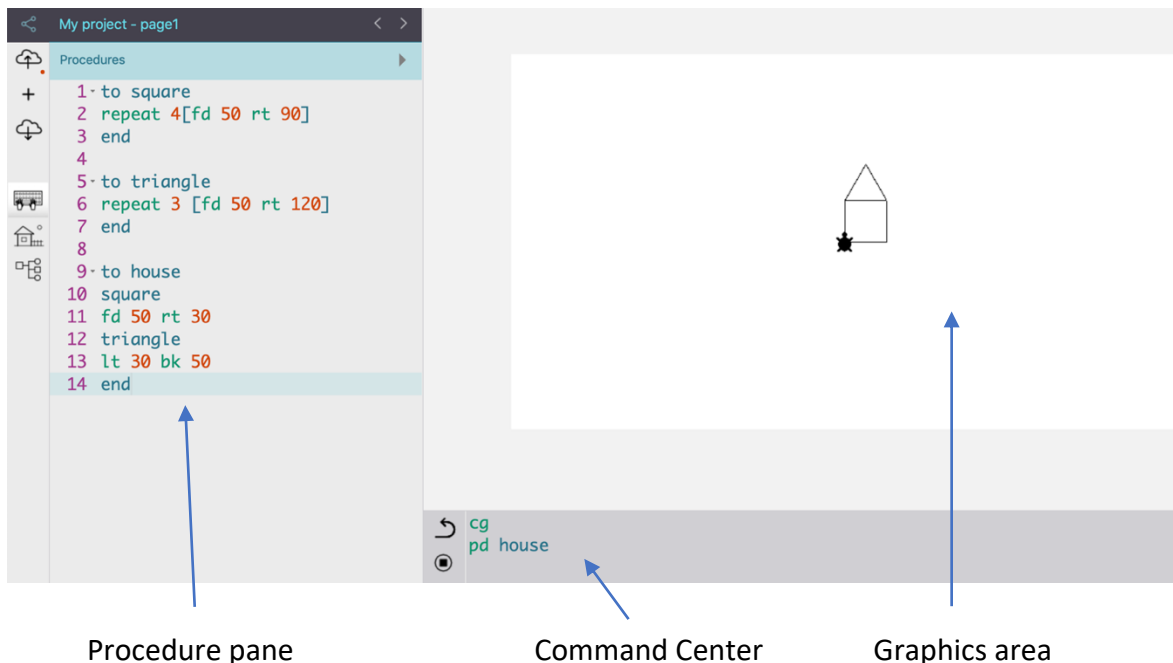 My project - page1
Procedures
1 to square
2 repeat 4[fd 50 rt 90]
3 end
4
5 to triangle
6 repeat 3 [fd 50 rt 120]
7 end
8
9 to house
10 square
11 fd 50 rt 30
12 triangle
13 lt 30 bk 50
14 end
cg
pd house
Procedure pane
Command Center
Graphics area